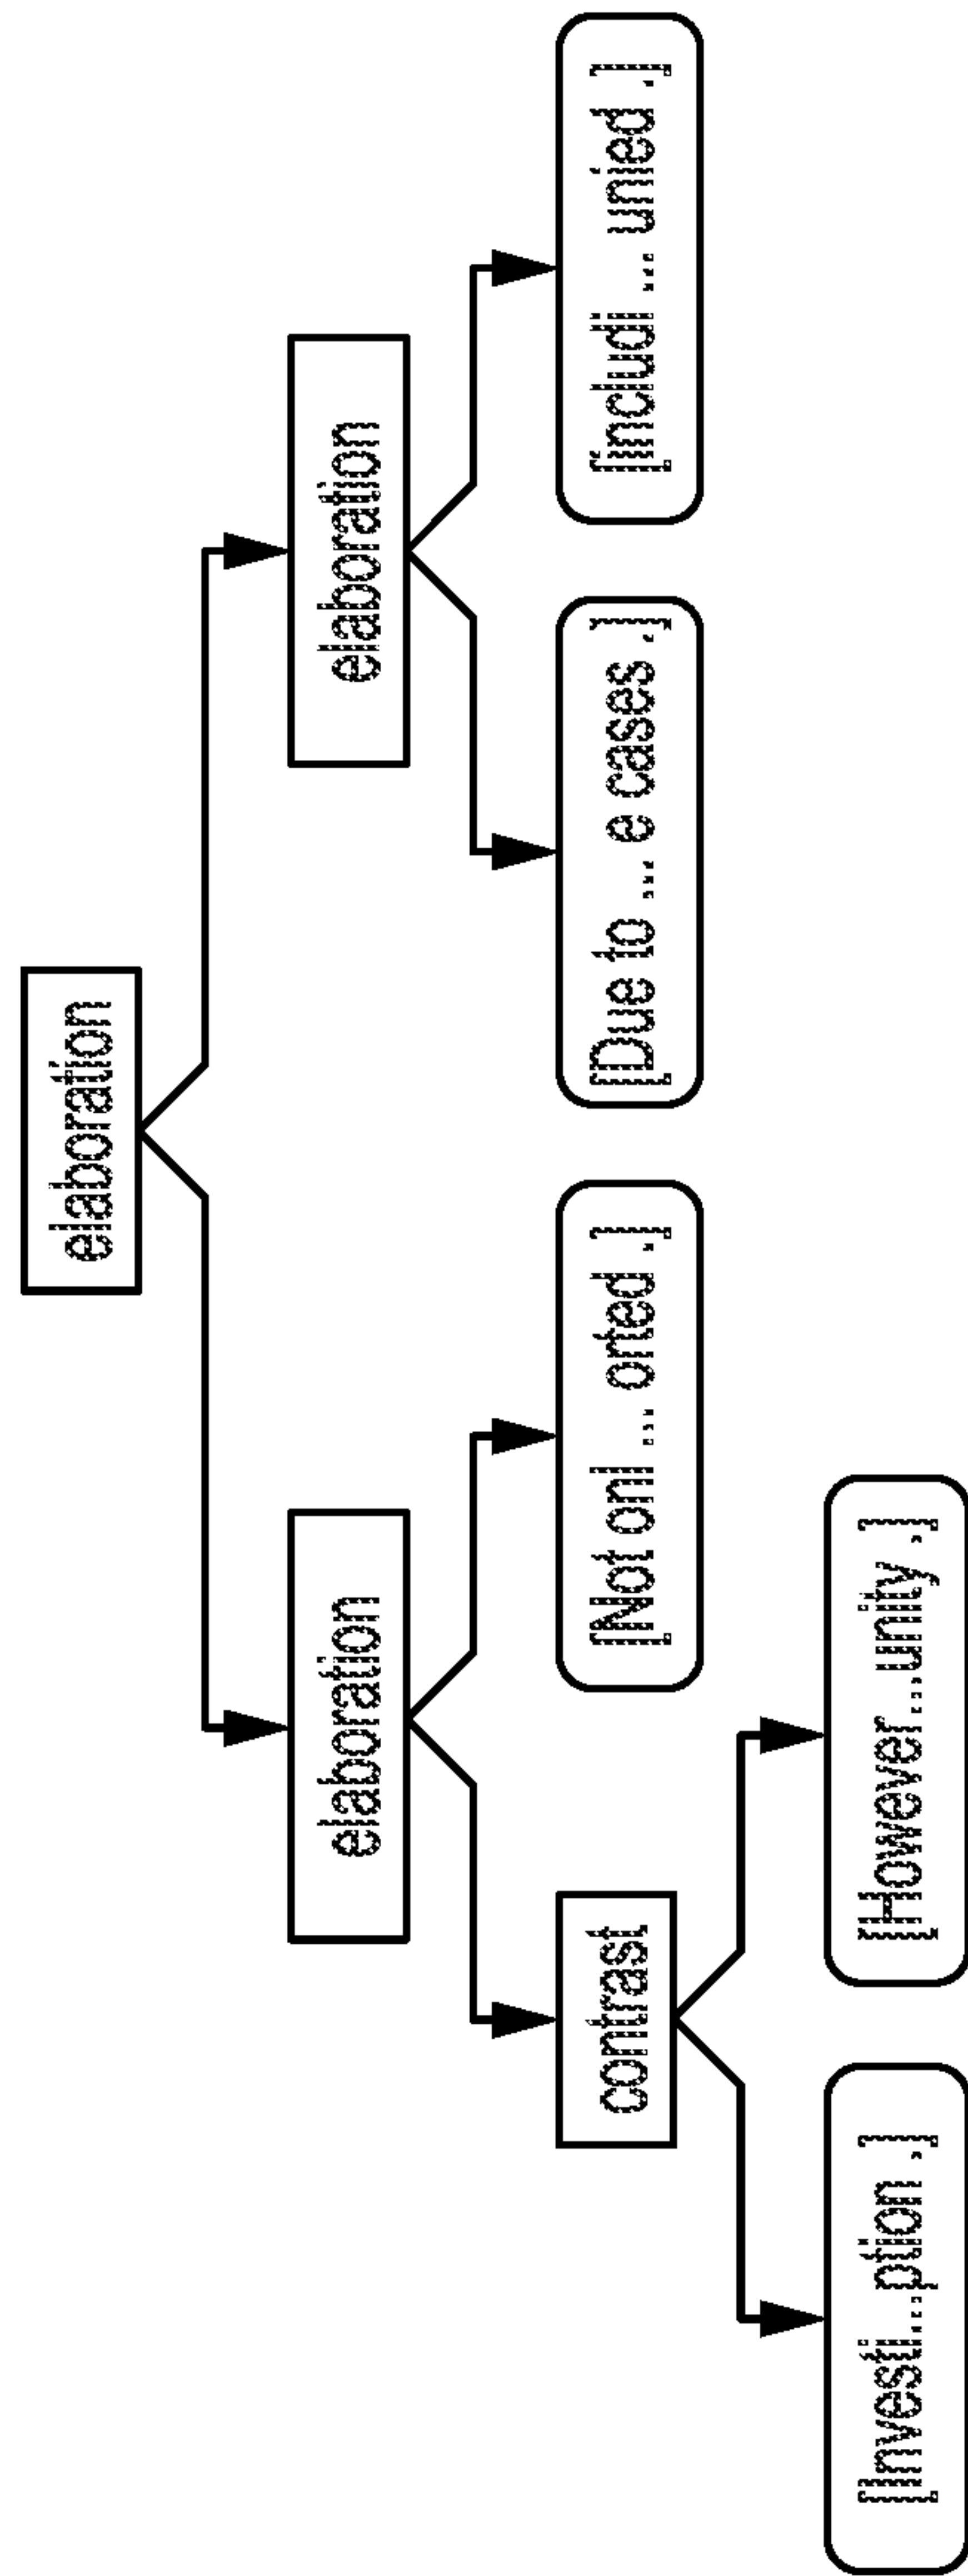 elaboration
elaboration
elaboration
contrast
[Not onl ... orted .]
[Due to ... e cases .]
[includi ... unied .]
[Investi...ption .]
[However...unity .]